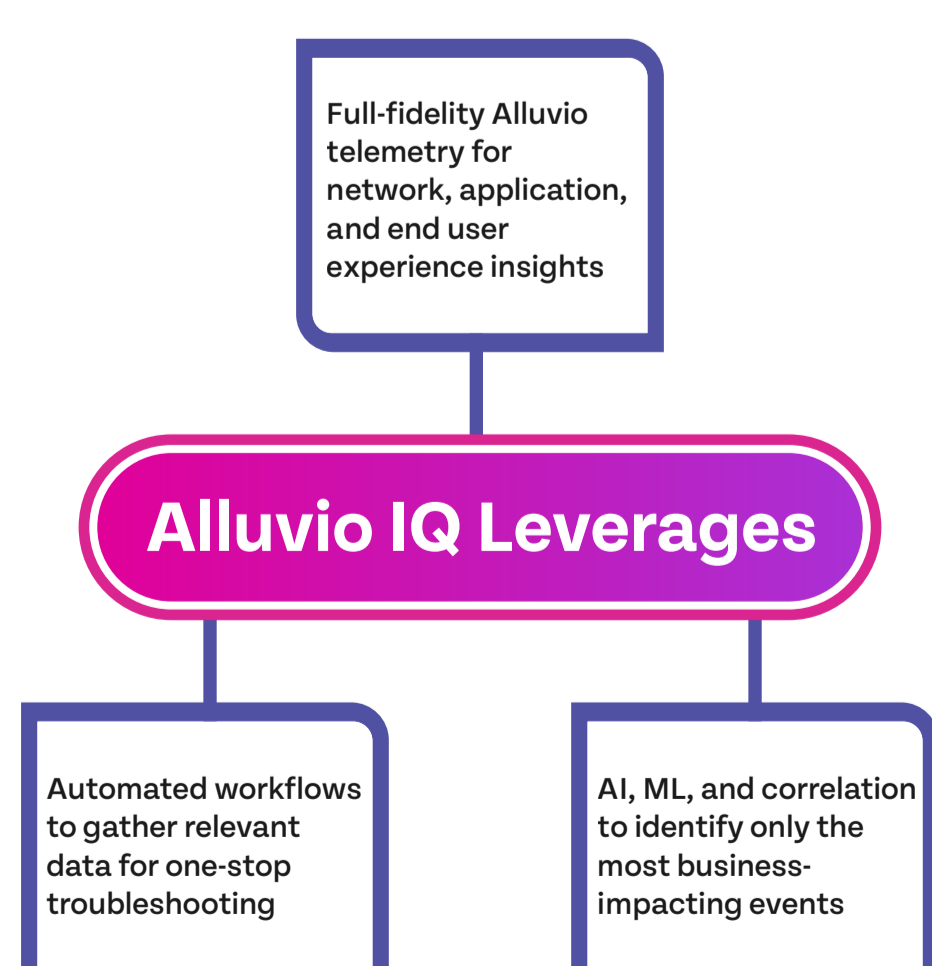 Full-fidelity Alluvio
telemetry for
network, application,
and end user
experience insights
Alluvio IQ Leverages
Automated workflows
to gather relevant
data for one-stop
troubleshooting
AI, ML, and correlation
to identify only the
most business-
impacting events